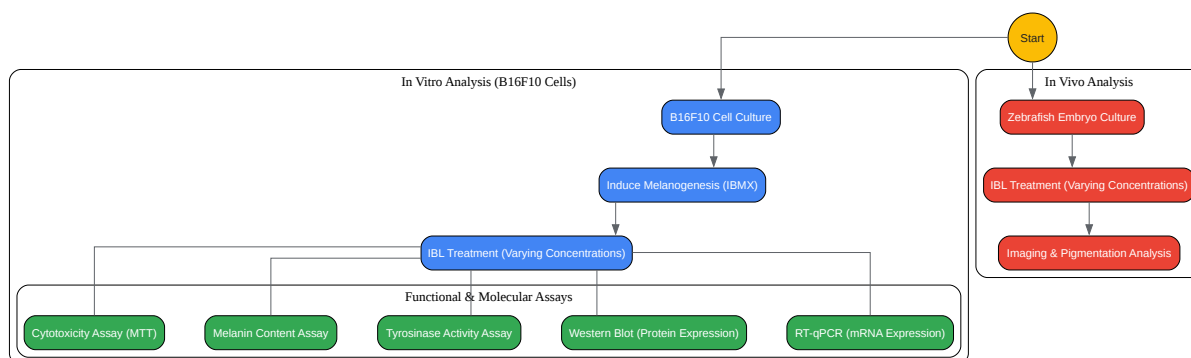 Start
In Vitro Analysis (B16F10 Cells)
In Vivo Analysis
B16F10 Cell Culture
Zebrafish Embryo Culture
Induce Melanogenesis (IBMX)
IBL Treatment (Varying Concentrations)
IBL Treatment (Varying Concentrations)
Imaging & Pigmentation Analysis
Functional & Molecular Assays
Cytotoxicity Assay (MTT)
Melanin Content Assay
Tyrosinase Activity Assay
Western Blot (Protein Expression)
RT-qPCR (mRNA Expression)